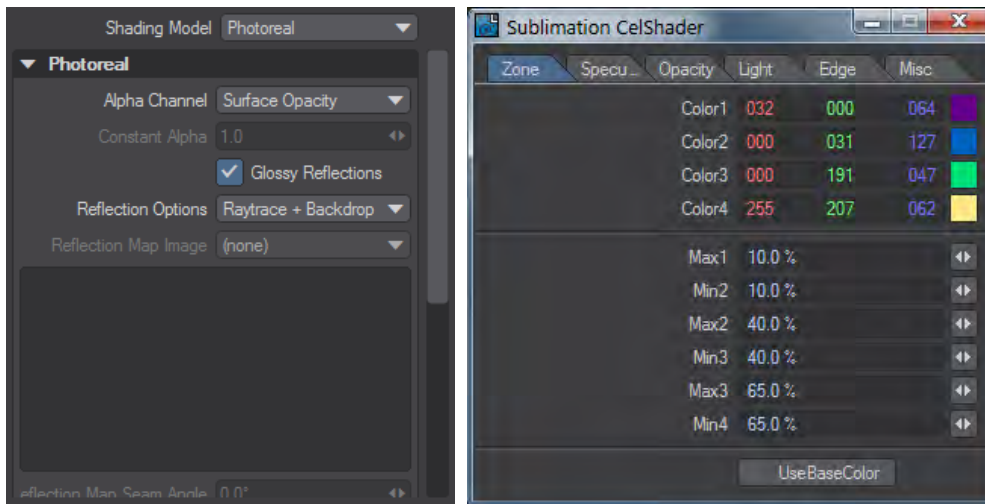 Shading Model Photoreal
Photoreal
Alpha Channel Surface Opacity
Constant Alpha 1.0
Glossy Reflections
Reflection Options Raytrace + Backdrop
Reflection Map Image (none)
eflection Map Seam Angle 0.0°
Sublimation CelShader
Zone Specu... Opacity Light Edge Misc
Color1 032 000 064
Color2 000 031 127
Color3 000 191 047
Color4 255 207 062
Max1 10.0 %
Min2 10.0 %
Max2 40.0 %
Min3 40.0 %
Max3 65.0 %
Min4 65.0 %
UseBaseColor